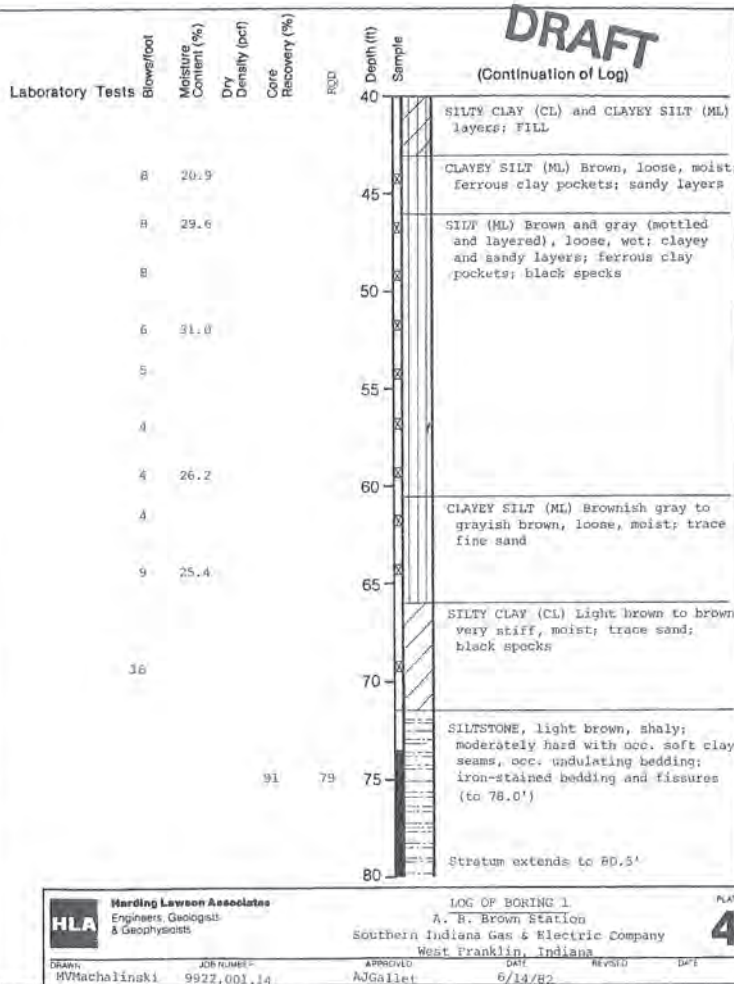 DRAFT
(Continuation of Log)
Laboratory Tests
Blows/foot
Moisture Content (%)
Dry Density (pcf)
Core Recovery (%)
RQD
Depth (ft)
Sample
40
SILTY CLAY (CL) and CLAYEY SILT (ML)
layers; FILL
CLAYEY SILT (ML) Brown, loose, moist
ferrous clay pockets; sandy layers
8 20.9
45
8 29.6
SILT (ML) Brown and gray (mottled
and layered), loose, wet; clayey
and sandy layers; ferrous clay
pockets; black specks
8
50
6 31.0
5
55
4
4 26.2
60
4
CLAYEY SILT (ML) Brownish gray to
grayish brown, loose, moist; trace
fine sand
9 25.4
65
SILTY CLAY (CL) Light brown to brown
very stiff, moist; trace sand;
black specks
70
SILTSTONE, light brown, shaly;
moderately hard with occ. soft clay
seams, occ. undulating bedding;
iron-stained bedding and fissures
(to 78.0')
91 79 75
Stratum extends to 80.5'
80
HLA
Harding Lawson Associates
Engineers, Geologists
& Geophysicists
LOG OF BORING 1
A. B. Brown Station
Southern Indiana Gas & Electric Company
West Franklin, Indiana
PLAT
4
DRAWN JOB NUMBER APPROVED DATE REVISED DATE
MVMachalinski 9922,001.14 AJGallet 6/14/82